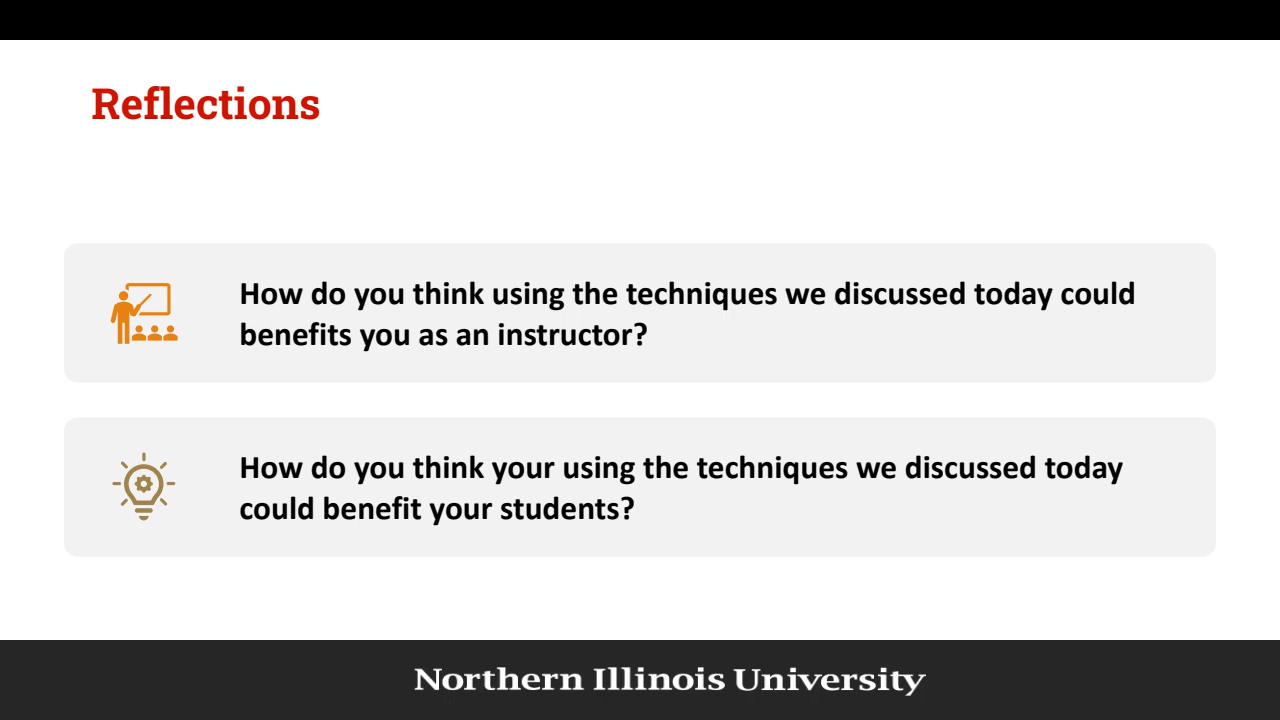 Reflections
How do you think using the techniques we discussed today could
benefits you as an instructor?
How do you think your using the techniques we discussed today
could benefit your students?
Northern Illinois University